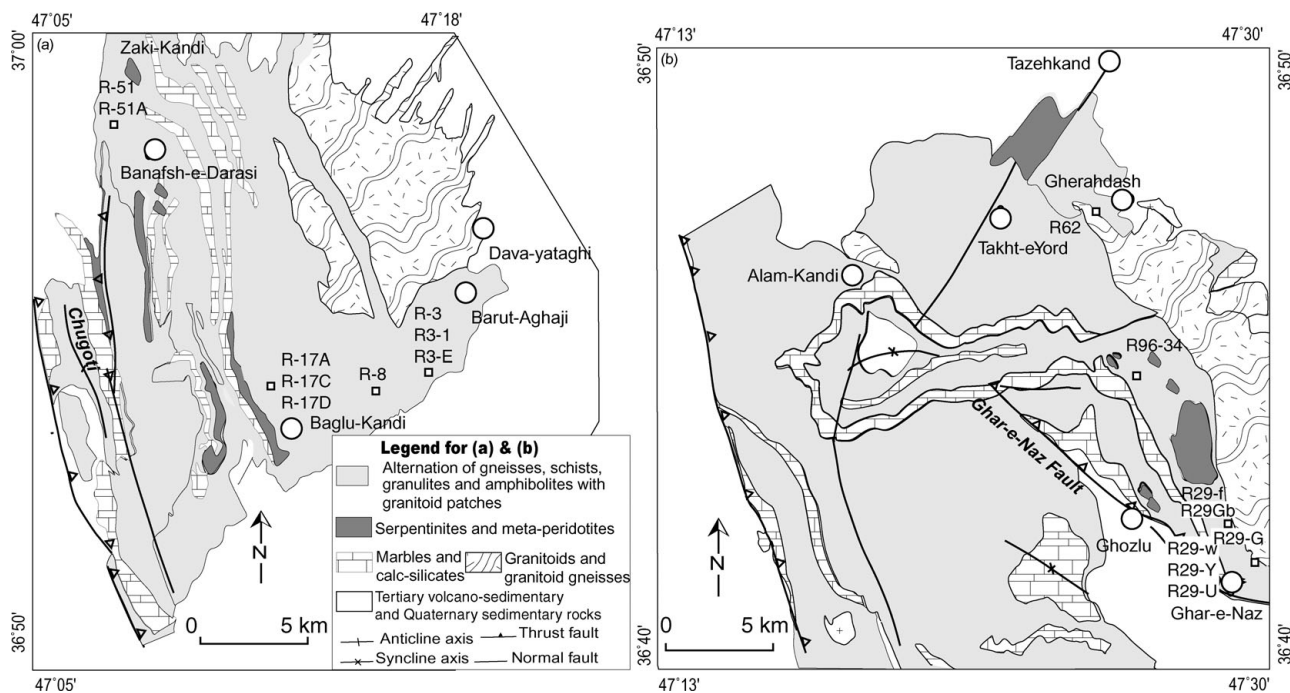 47°05'
47°18'
37°00'
(a)
Zaki-Kandi
R-51
R-51A
Banafsh-e-Darasi
Dava-yataghi
Barut-Aghaji
R-3
R3-1
R3-E
R-8
R-17A
R-17C
R-17D
Baglu-Kandi
Chugoti
N
0 5 km
36°50'
47°05'
Legend for (a) & (b)
Alternation of gneisses, schists,
granulites and amphibolites with
granitoid patches
Serpentinites and meta-peridotites
Marbles and
calc-silicates
Granitoids and
granitoid gneisses
Tertiary volcano-sedimentary
and Quaternary sedimentary rocks
Anticline axis
Thrust fault
Syncline axis
Normal fault
47°13'
47°30'
36°50'
36°50'
(b)
Tazehkand
Gherahdash
R62
Takht-eYord
Alam-Kandi
R96-34
Ghar-e-Naz Fault
R29-f
R29Gb
R29-G
Ghozlu
R29-w
R29-Y
R29-U
Ghar-e-Naz
N
0 5 km
36°40'
36°40'
47°13'
47°30'